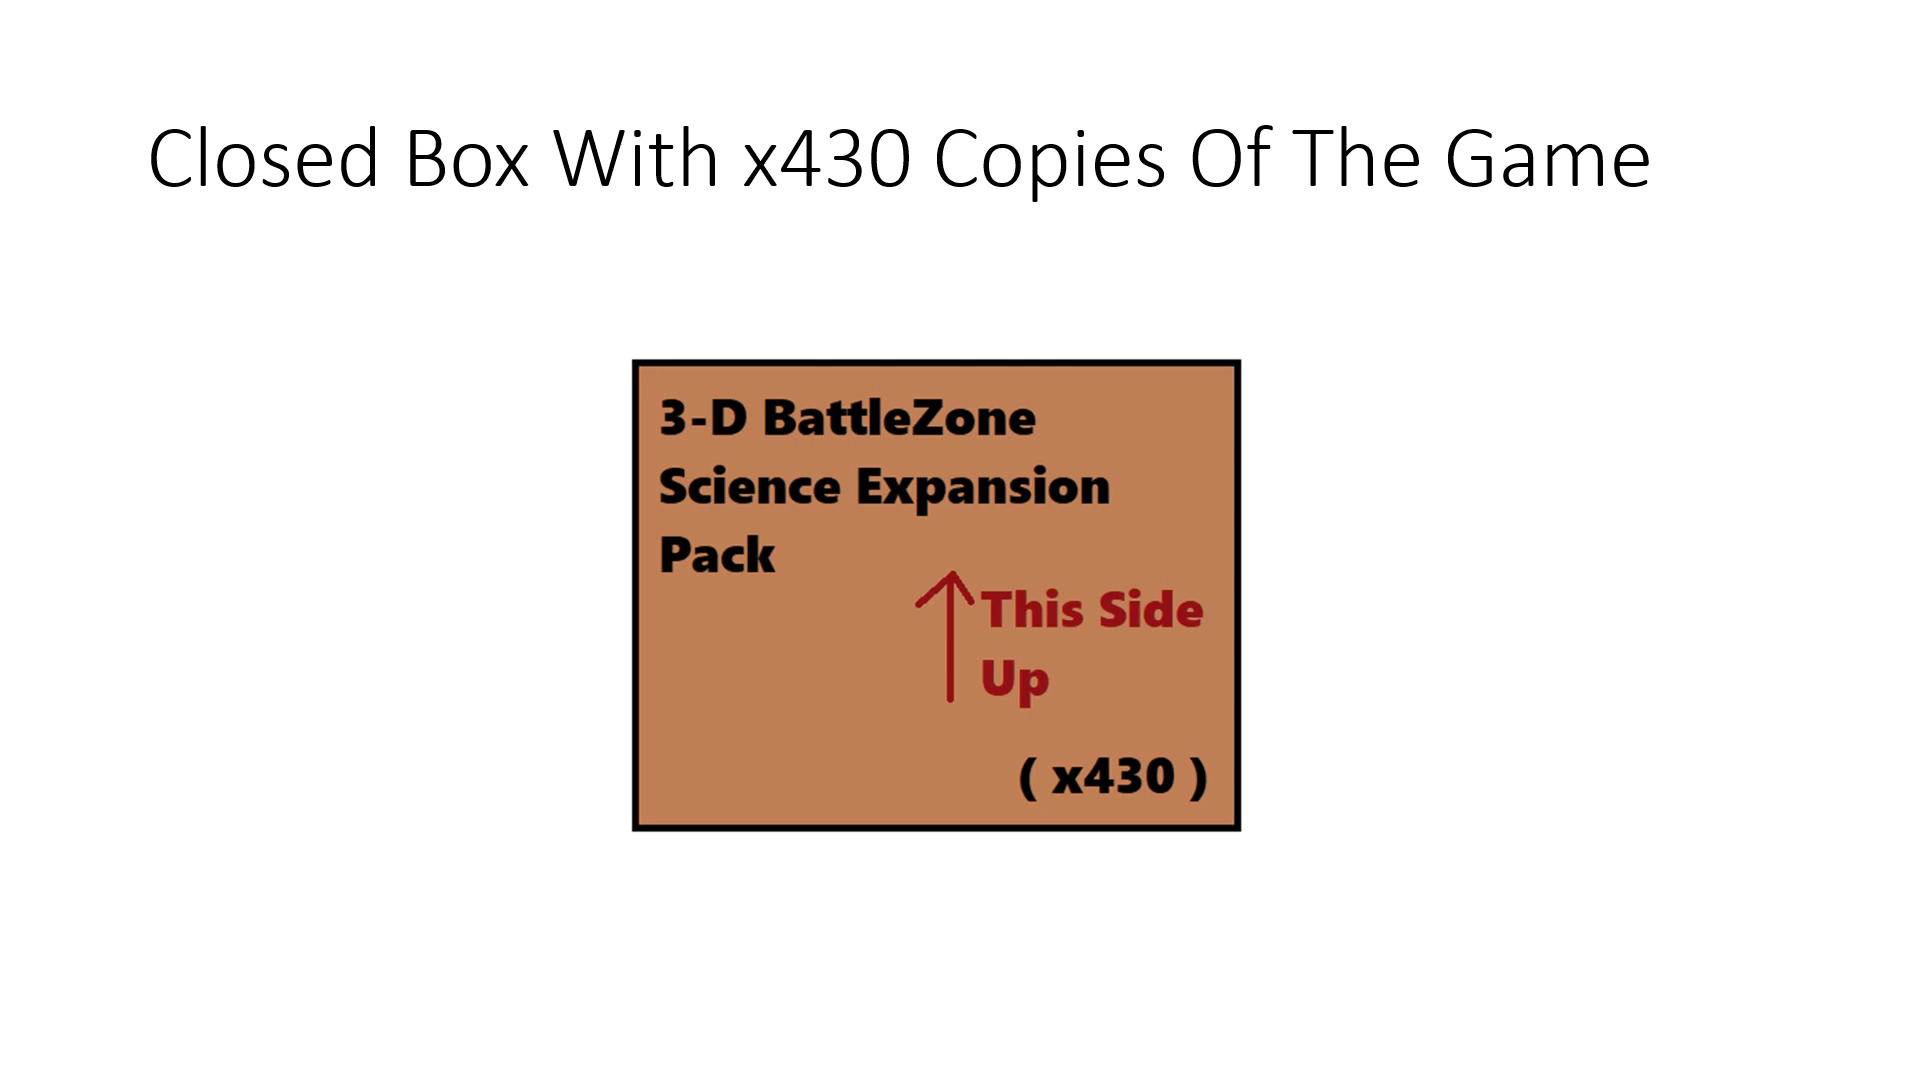 Closed Box With x430 Copies Of The Game
3-D BattleZone
Science Expansion
Pack
This Side
Up
( x430 )